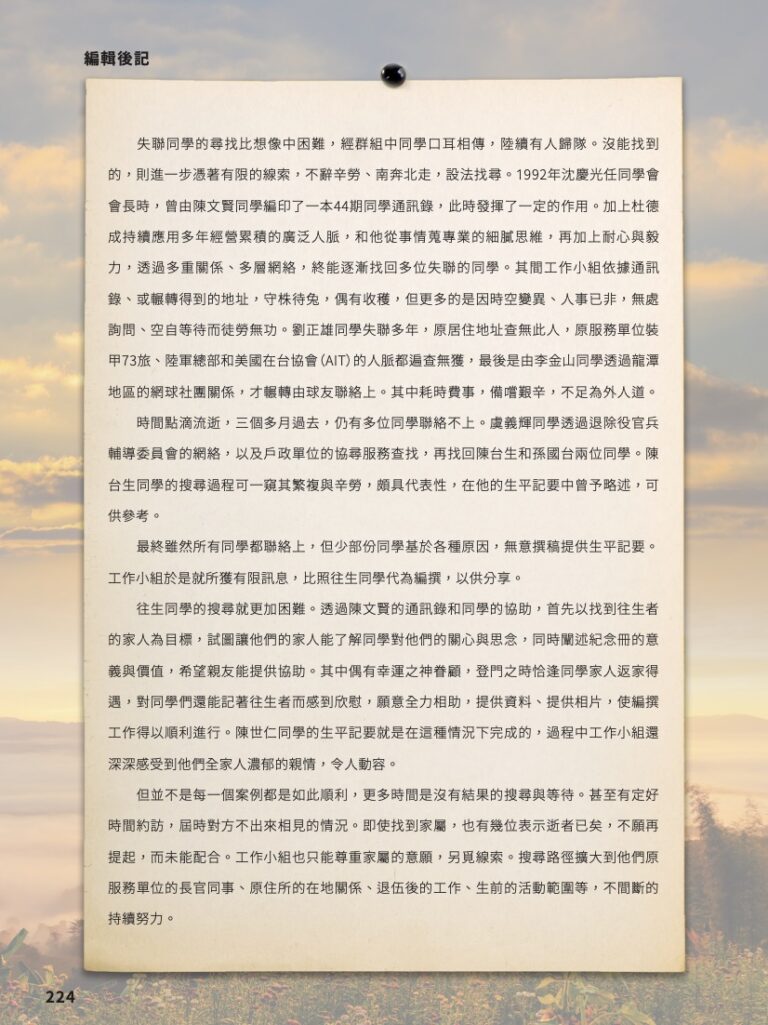 編輯後記
失聯同學的尋找比想像中困難，經群組中同學口耳相傳，陸續有人歸隊。沒能找到
的，則進一步憑著有限的線索，不辭辛勞、南奔北走，設法找尋。1992年沈慶光任同學會
會長時，曾由陳文賢同學編印了一本44期同學通訊錄，此時發揮了一定的作用。加上杜德
成持續應用多年經營累積的廣泛人脈，和他從事情蒐專業的細膩思維，再加上耐心與毅
力，透過多重關係、多層網絡，終能逐漸找回多位失聯的同學。其間工作小組依據通訊
錄、或輾轉得到的地址，守株待兔，偶有收穫，但更多的是因時空變異、人事已非，無處
詢問、空自等待而徒勞無功。劉正雄同學失聯多年，原居住地址查無此人，原服務單位裝
甲73旅、陸軍總部和美國在台協會（AIT）的人脈都遍查無獲，最後是由李金山同學透過龍潭
地區的網球社團關係，才輾轉由球友聯絡上。其中耗時費事，備嚐艱辛，不足為外人道。
時間點滴流逝，三個多月過去，仍有多位同學聯絡不上。虞義輝同學透過退除役官兵
輔導委員會的網絡，以及戶政單位的協尋服務查找，再找回陳台生和孫國台兩位同學。陳
台生同學的搜尋過程可一窺其繁複與辛勞，頗具代表性，在他的生平記要中曾予略述，可
供參考。
最終雖然所有同學都聯絡上，但少部份同學基於各種原因，無意撰稿提供生平記要。
工作小組於是就所獲有限訊息，比照往生同學代為編撰，以供分享。
往生同學的搜尋就更加困難。透過陳文賢的通訊錄和同學的協助，首先以找到往生者
的家人為目標，試圖讓他們的家人能了解同學對他們的關心與思念，同時闡述紀念冊的意
義與價值，希望親友能提供協助。其中偶有幸運之神眷顧，登門之時恰逢同學家人返家得
遇，對同學們還能記著往生者而感到欣慰，願意全力相助，提供資料、提供相片，使編撰
工作得以順利進行。陳世仁同學的生平記要就是在這種情況下完成的，過程中工作小組還
深深感受到他們全家人濃郁的親情，令人動容。
但並不是每一個案例都是如此順利，更多時間是沒有結果的搜尋與等待。甚至有定好
時間約訪，屆時對方不出來相見的情況。即使找到家屬，也有幾位表示逝者已矣，不願再
提起，而未能配合。工作小組也只能尊重家屬的意願，另覓線索。搜尋路徑擴大到他們原
服務單位的長官同事、原住所的在地關係、退伍後的工作、生前的活動範圍等，不間斷的
持續努力。
224